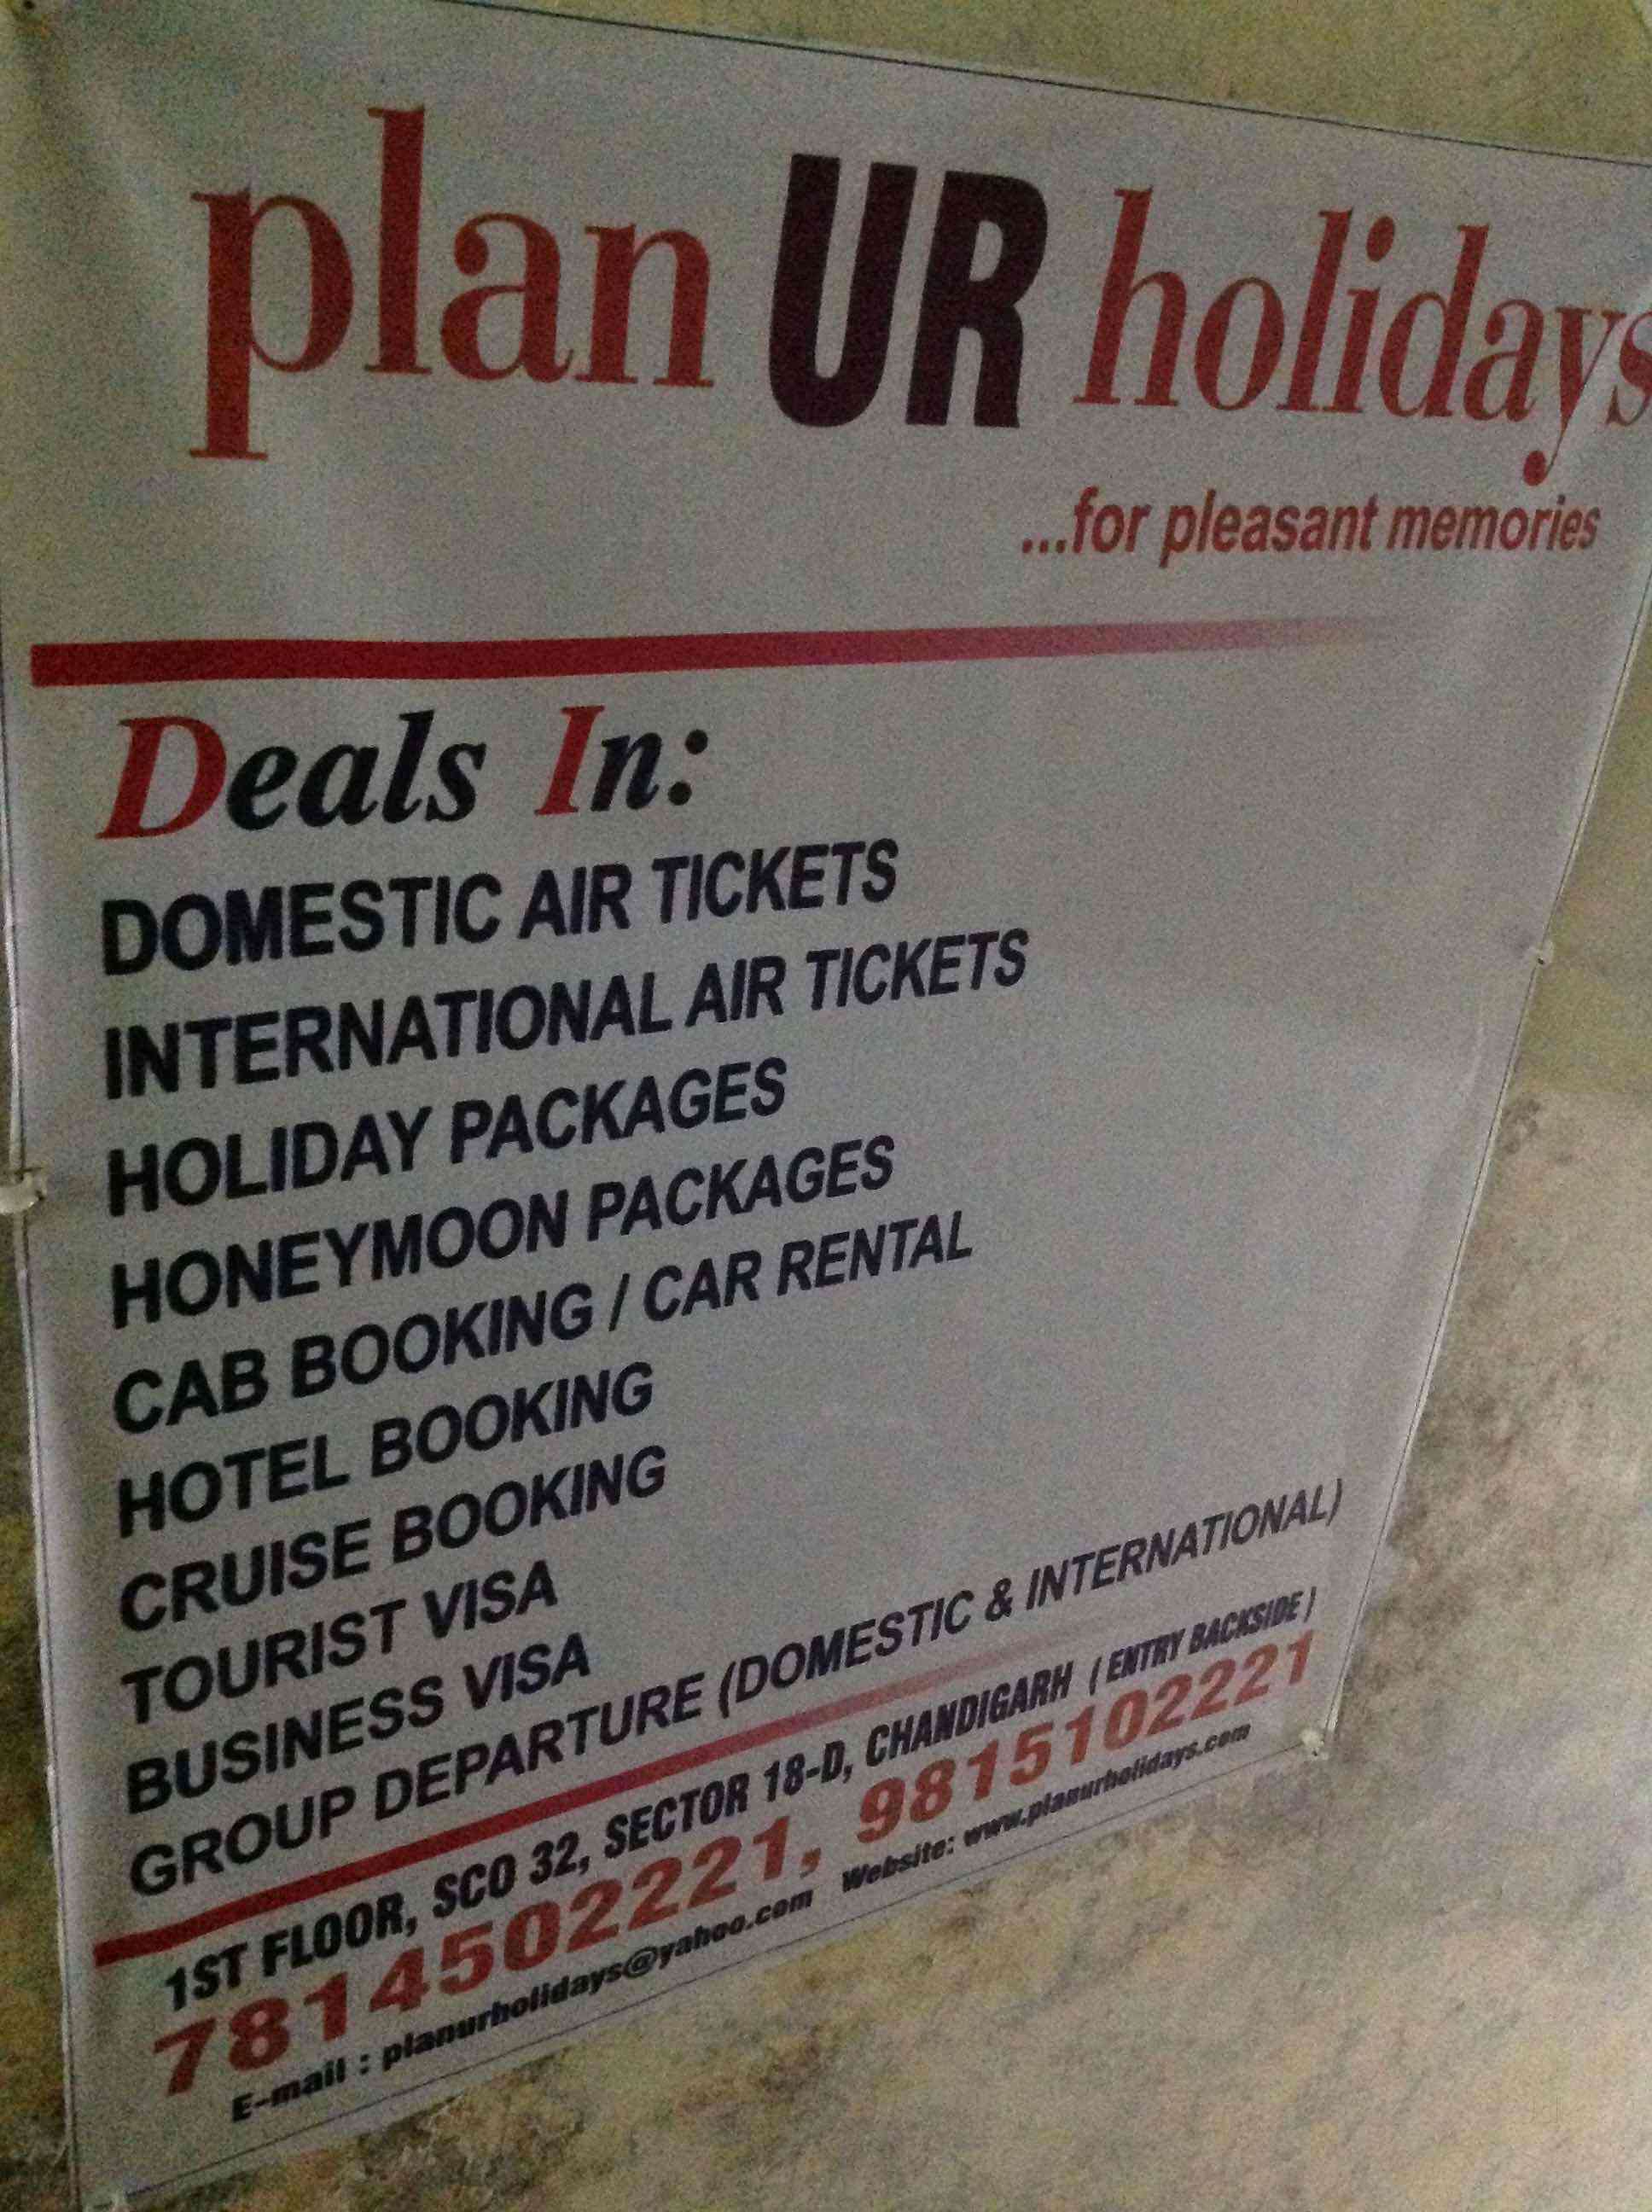 plan UR holidays
...for pleasant memories
Deals In:
DOMESTIC AIR TICKETS
INTERNATIONAL AIR TICKETS
HOLIDAY PACKAGES
HONEYMOON PACKAGES
CAB BOOKING / CAR RENTAL
HOTEL BOOKING
CRUISE BOOKING
TOURIST VISA
BUSINESS VISA
GROUP DEPARTURE (DOMESTIC & INTERNATIONAL)
1ST FLOOR, SCO 32, SECTOR 18-D, CHANDIGARH ( ENTRY BACKSIDE )
7814502221, 9815102221
E-mail : planurholidays@yahoo.com Website: www.planurholidays.com